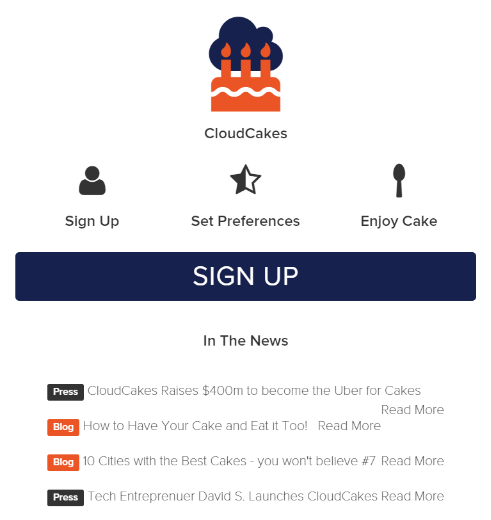 CloudCakes
Sign Up Set Preferences Enjoy Cake
SIGN UP
In The News
Press CloudCakes Raises $400m to become the Uber for Cakes
Read More
Blog How to Have Your Cake and Eat it Too! Read More
Blog 10 Cities with the Best Cakes - you won't believe #7 Read More
Press Tech Entreprenuer David S. Launches CloudCakes Read More